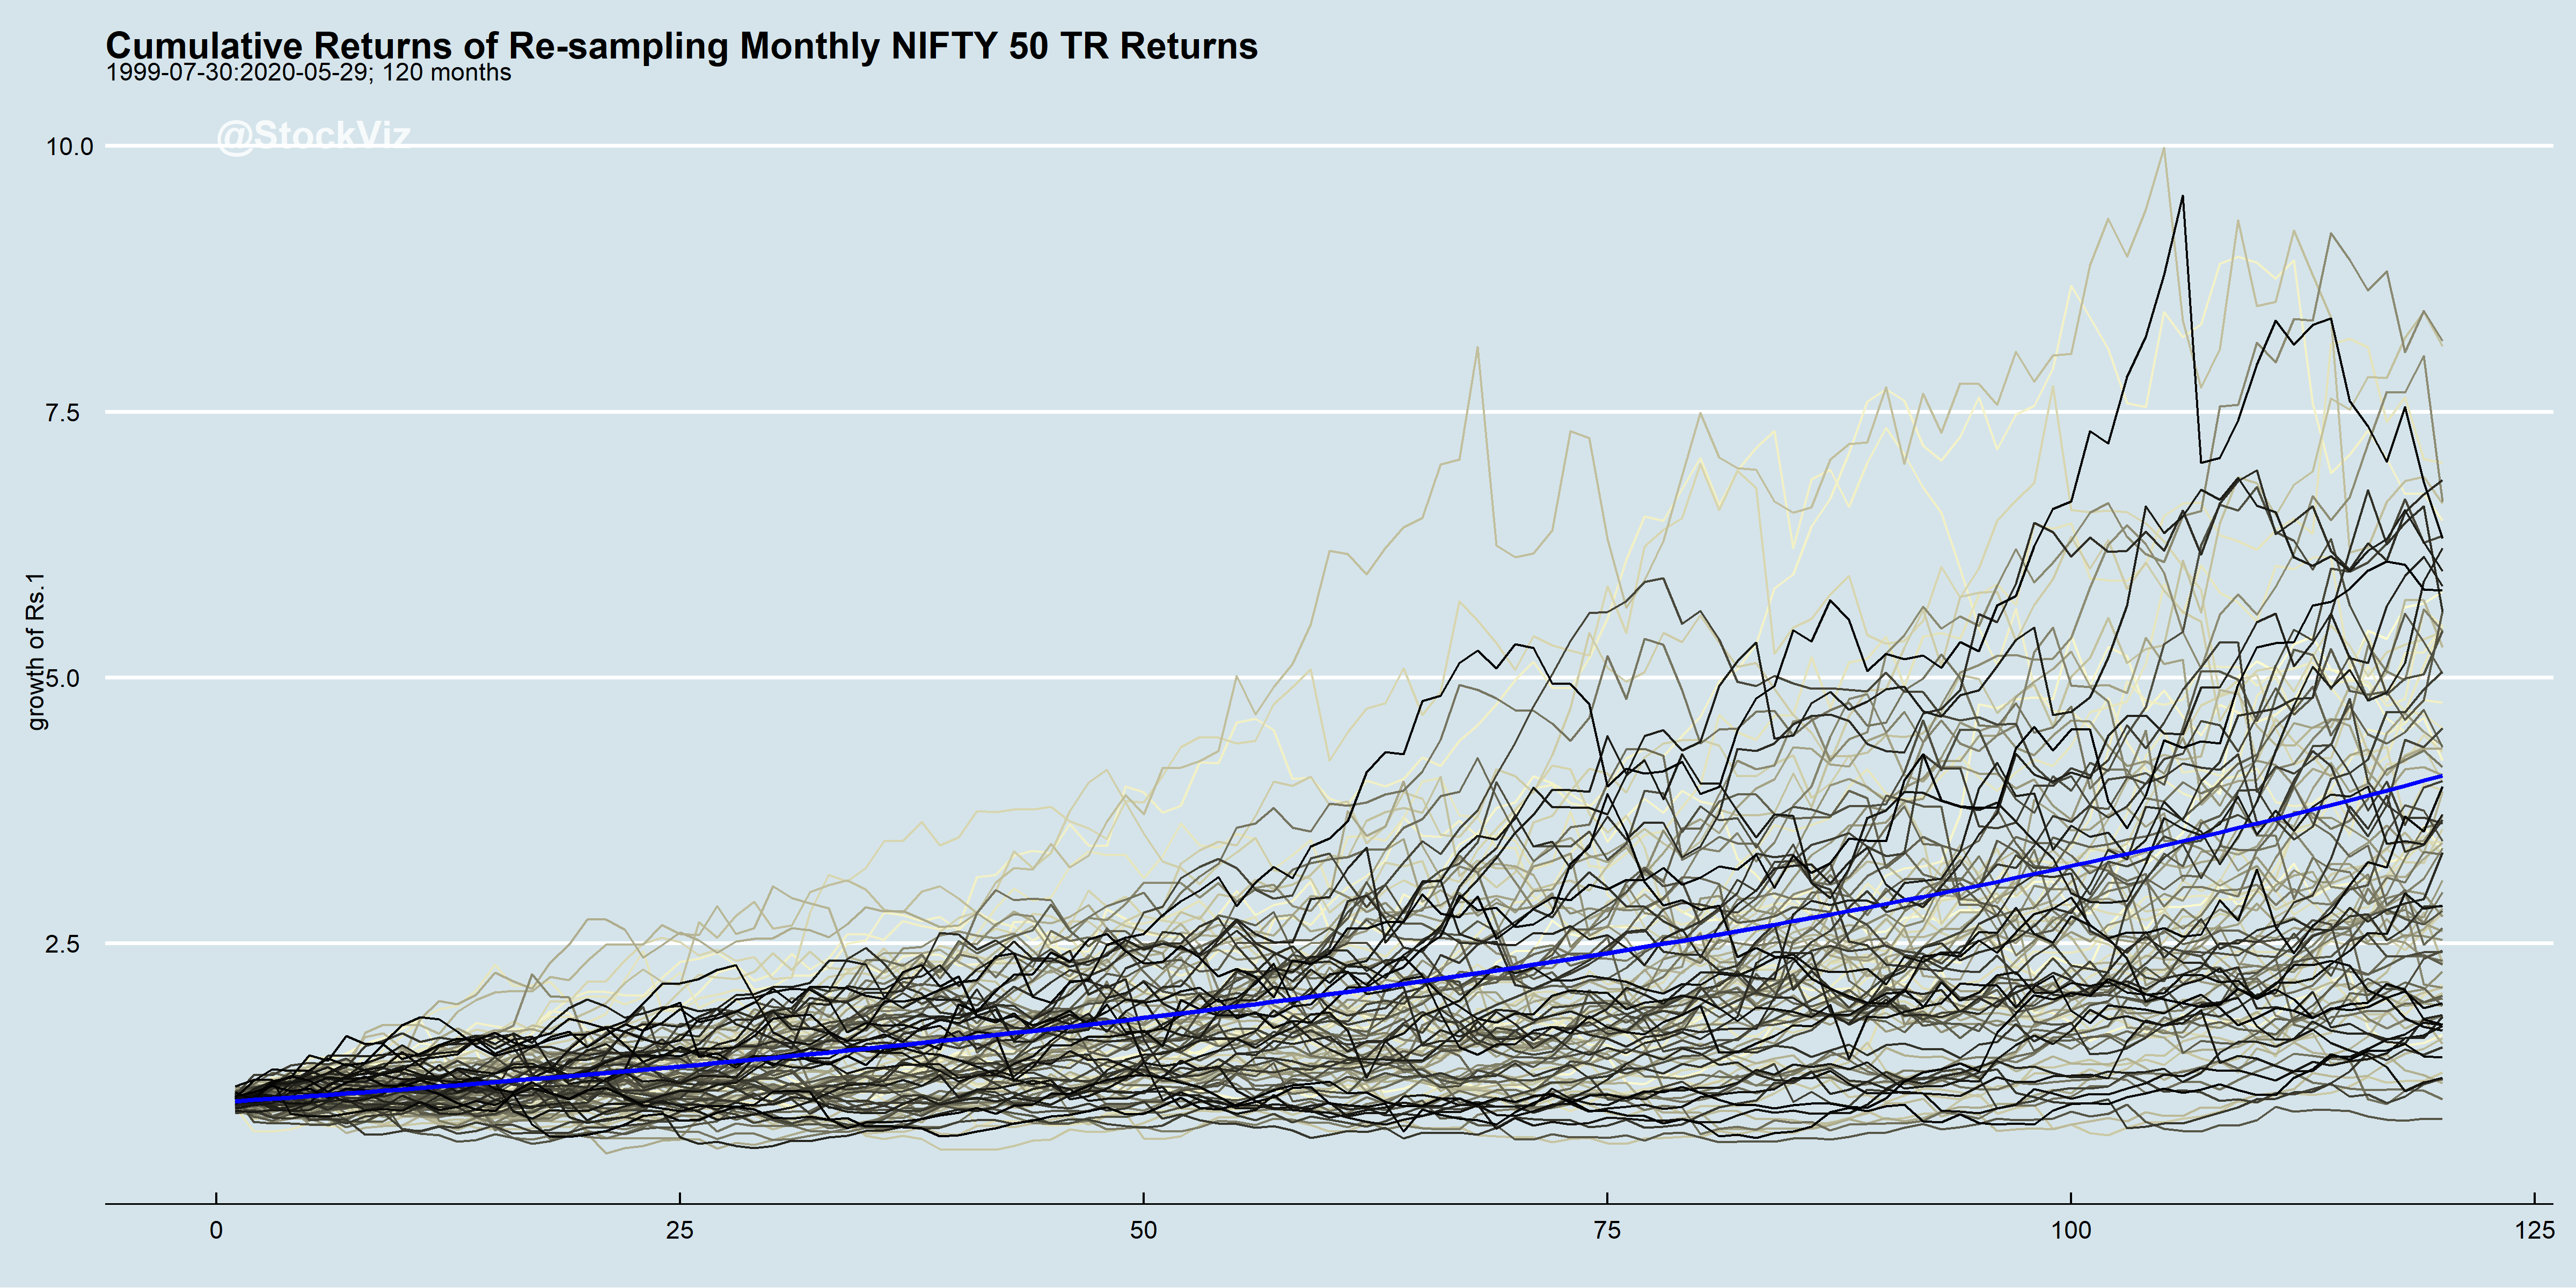 Cumulative Returns of Re-sampling Monthly NIFTY 50 TR Returns
1999-07-30:2020-05-29; 120 months
@StockViz
10.0
7.5
5.0
2.5
growth of Rs.1
0 25 50 75 100 125